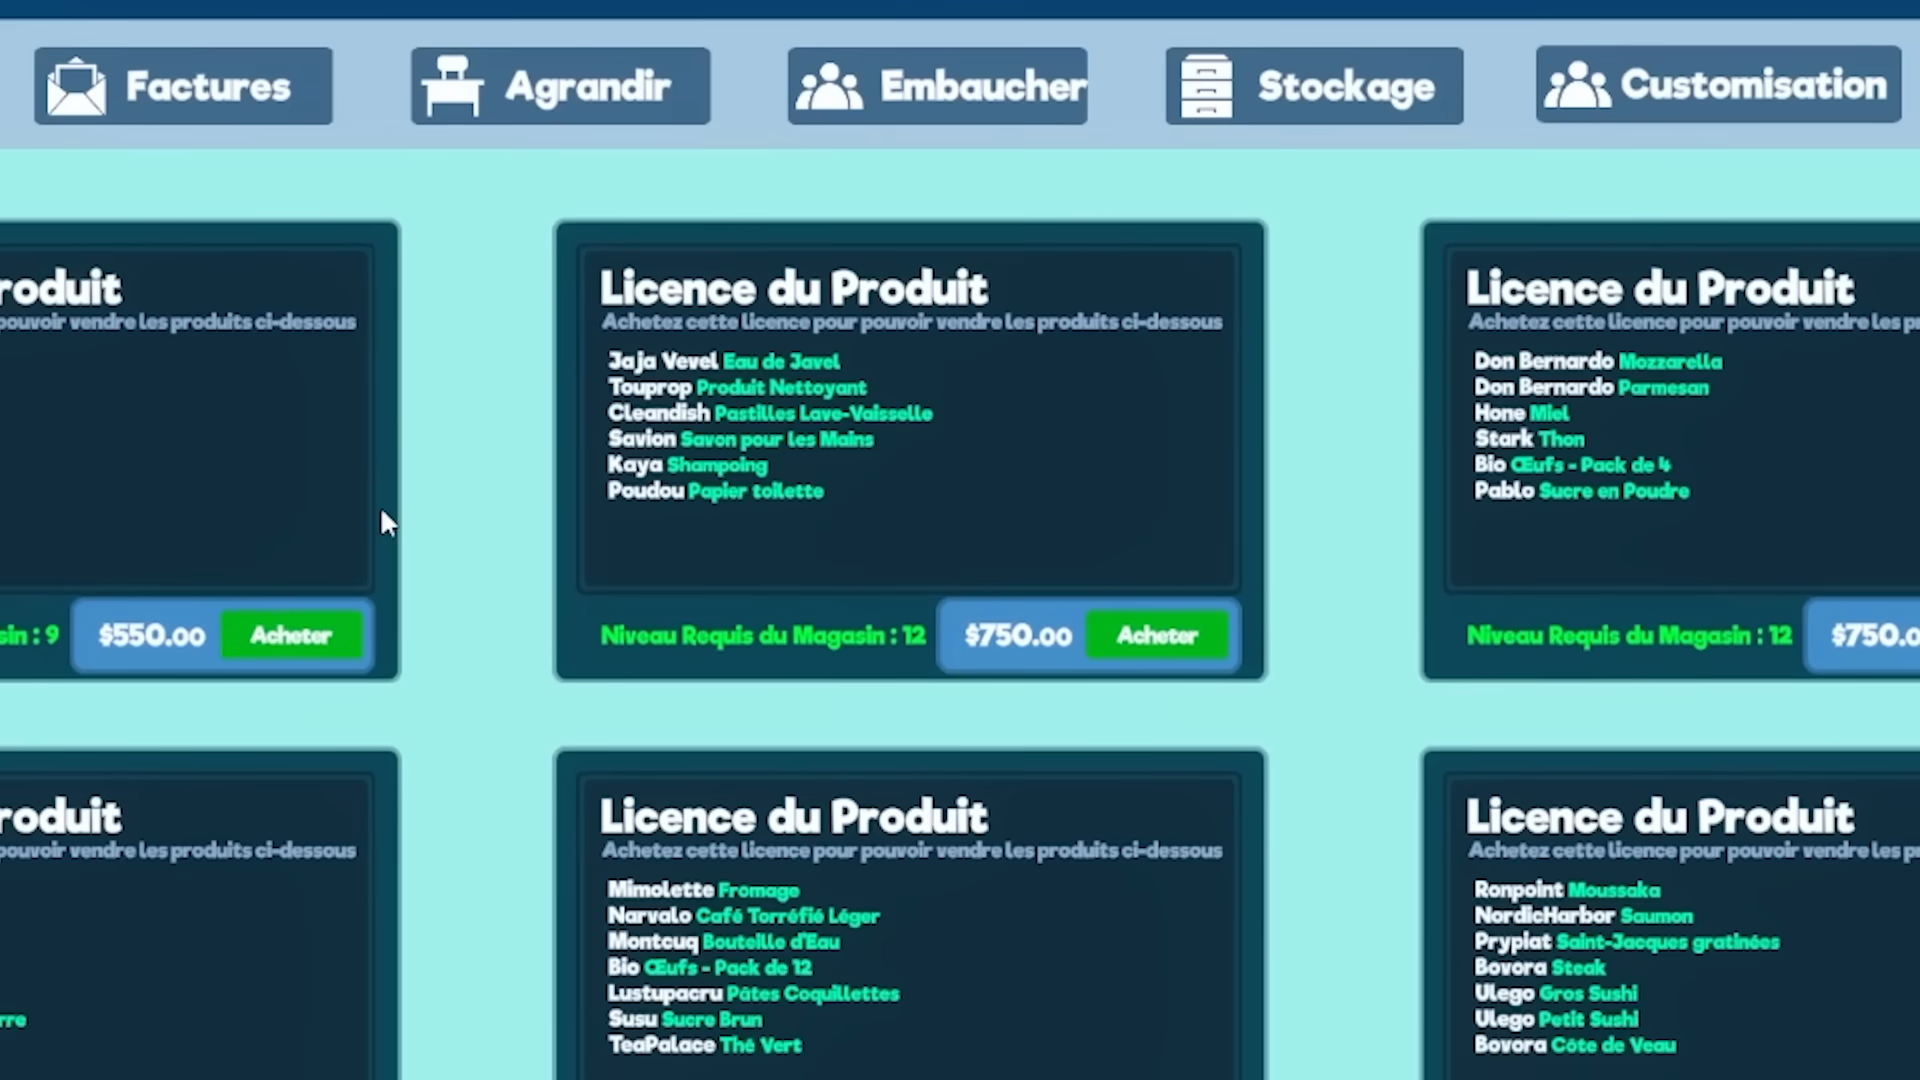 Factures
Agrandir
Embaucher
Stockage
Customisation
roduit
pouvoir vendre les produits ci-dessous
sin : 9
$550.00
Acheter
Licence du Produit
Achetez cette licence pour pouvoir vendre les produits ci-dessous
Jaja Vevel Eau de Javel
Touprop Produit Nettoyant
Cleandish Pastilles Lave-Vaisselle
Savion Savon pour les Mains
Kaya Shampoing
Poudou Papier toilette
Niveau Requis du Magasin : 12
$750.00
Acheter
Licence du Produit
Achetez cette licence pour pouvoir vendre les pr
Don Bernardo Mozzarella
Don Bernardo Parmesan
Hone Miel
Stark Thon
Bio Œufs - Pack de 4
Pablo Sucre en Poudre
Niveau Requis du Magasin : 12
$750.0
roduit
pouvoir vendre les produits ci-dessous
rre
Licence du Produit
Achetez cette licence pour pouvoir vendre les produits ci-dessous
Mimolette Fromage
Narvalo Café Torréfié Léger
Montcuq Bouteille d'Eau
Bio Œufs - Pack de 12
Lustupacru Pâtes Coquillettes
Susu Sucre Brun
TeaPalace Thé Vert
Licence du Produit
Achetez cette licence pour pouvoir vendre les pr
Ronpoint Moussaka
NordicHarbor Saumon
Prypiat Saint-Jacques gratinées
Bovora Steak
Ulego Gros Sushi
Ulego Petit Sushi
Bovora Côte de Veau